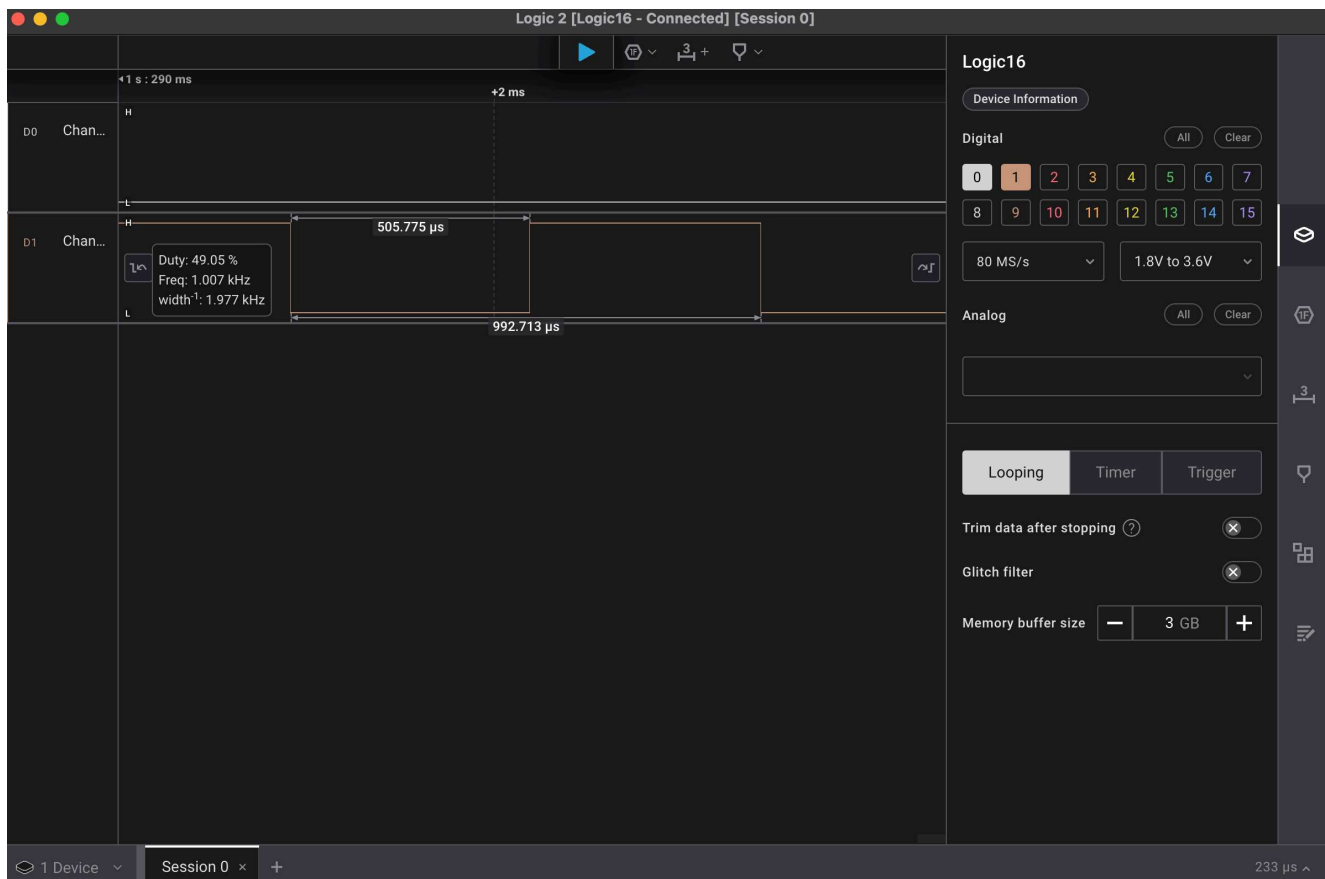 Logic 2 [Logic16 - Connected] [Session 0]
1F
3
+
1 s : 290 ms
+2 ms
D0 Chan...
H
L
D1 Chan...
H
L
505.775 µs
Duty: 49.05 %
Freq: 1.007 kHz
width-1: 1.977 kHz
992.713 µs
Logic16
Device Information
Digital All Clear
0 1 2 3 4 5 6 7
8 9 10 11 12 13 14 15
80 MS/s 1.8V to 3.6V
Analog All Clear
Looping Timer Trigger
Trim data after stopping ?
Glitch filter
Memory buffer size − 3 GB +
1F
3
1 Device Session 0 × +
233 µs